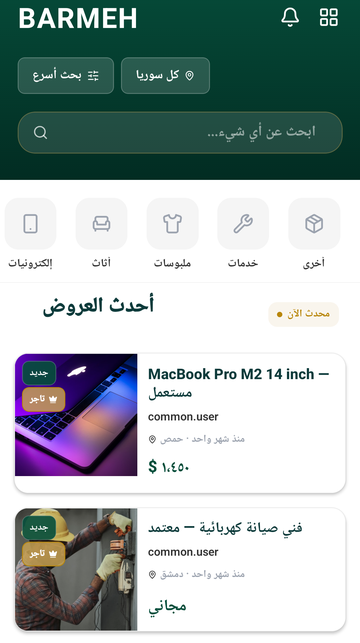 BARMEH
كل سوريا
بحث أسرع
ابحث عن أي شيء...
أخرى
خدمات
ملبوسات
أثاث
إلكترونيات
أحدث العروض
محدث الآن
جديد
تاجر
MacBook Pro M2 14 inch —
مستعمل
common.user
منذ شهر واحد · حمص
$ ١،٤٥٠
جديد
تاجر
فني صيانة كهربائية — معتمد
common.user
منذ شهر واحد · دمشق
مجاني